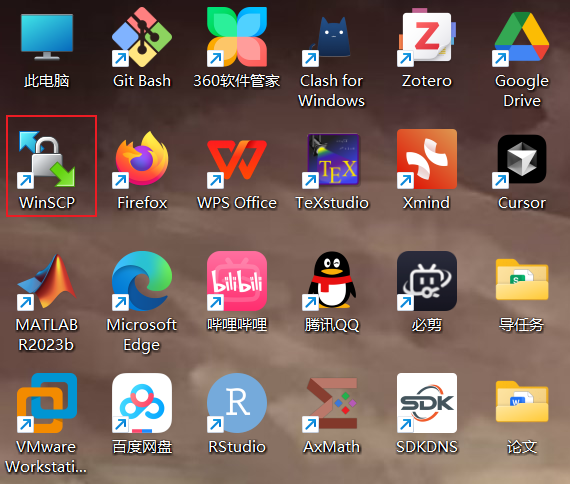 此电脑
Git Bash
360软件管家
Clash for
Windows
Z
Zotero
Google
Drive
WinSCP
Firefox
WPS Office
TEX
TeXstudio
Xmind
Cursor
MATLAB
R2023b
Microsoft
Edge
bilibili
哔哩哔哩
腾讯QQ
必剪
S
导任务
VMware
Workstati...
百度网盘
R
RStudio
AxMath
SDK
SDKDNS
W
论文